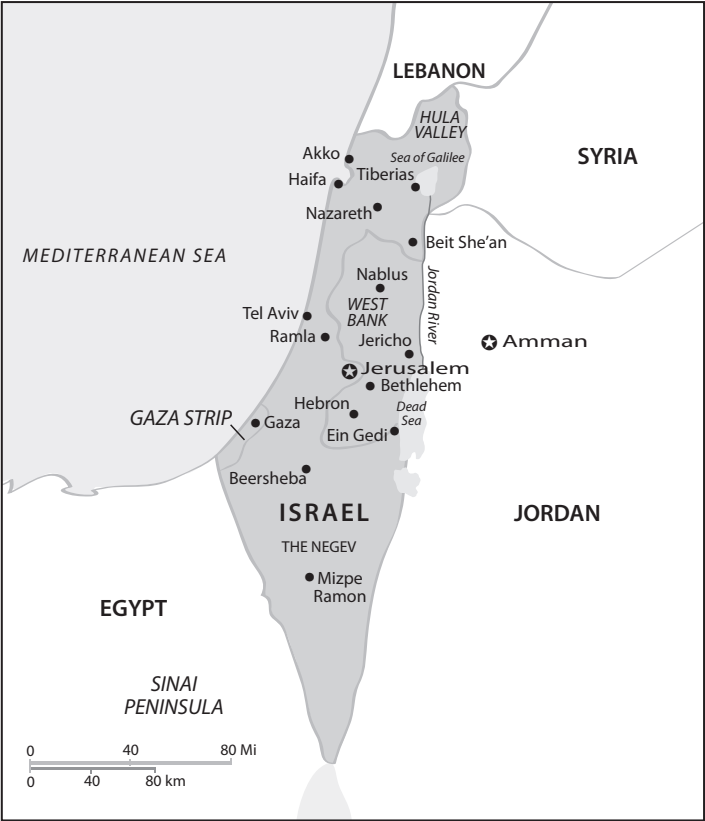 LEBANON
HULA
VALLEY
SYRIA
Akko
Sea of Galilee
Haifa
Tiberias
Nazareth
Beit She’an
MEDITERRANEAN SEA
Nablus
Jordan River
WEST
BANK
Tel Aviv
Ramla
Jericho
Amman
Jerusalem
Bethlehem
Hebron
Dead
Sea
GAZA STRIP
Gaza
Ein Gedi
Beersheba
ISRAEL
JORDAN
THE NEGEV
Mizpe
Ramon
EGYPT
SINAI
PENINSULA
0 40 80 Mi
0 40 80 km